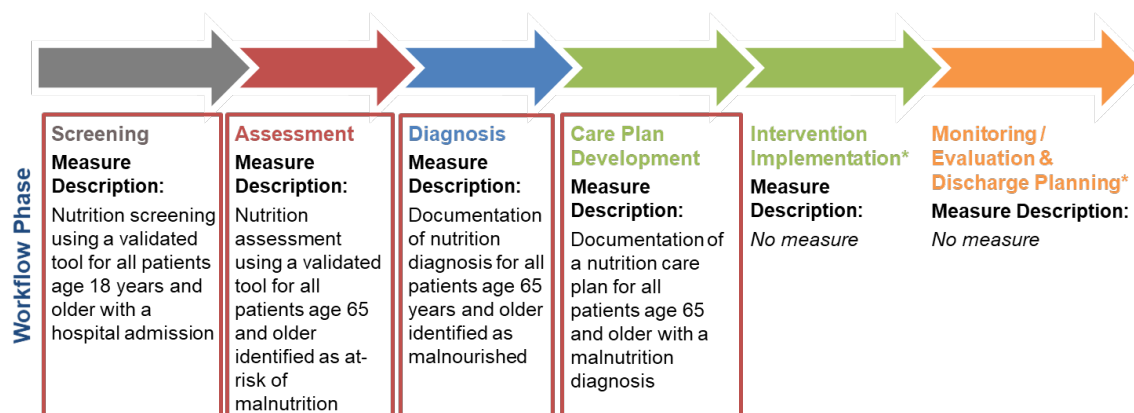 Workflow Phase
Screening
Measure
Description:
Nutrition screening
using a validated
tool for all patients
age 18 years and
older with a
hospital admission
Assessment
Measure
Description:
Nutrition
assessment
using a validated
tool for all
patients age 65
and older
identified as at-
risk of
malnutrition
Diagnosis
Measure
Description:
Documentation
of nutrition
diagnosis for all
patients age 65
years and older
identified as
malnourished
Care Plan
Development
Measure
Description:
Documentation of
a nutrition care
plan for all
patients age 65
and older with a
malnutrition
diagnosis
Intervention
Implementation*
Measure
Description:
No measure
Monitoring /
Evaluation &
Discharge Planning*
Measure Description:
No measure